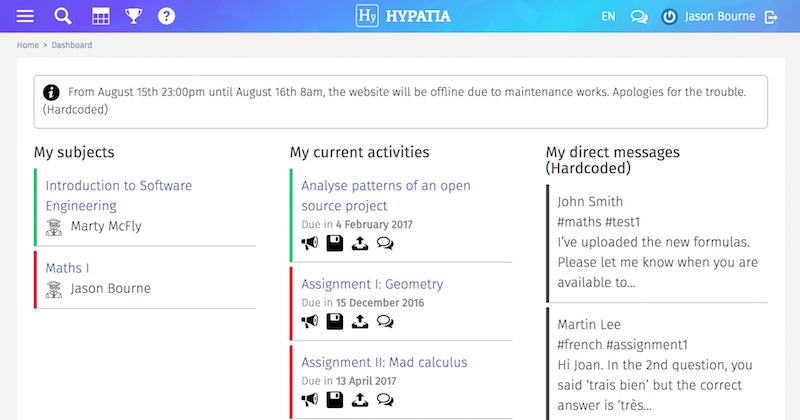 Hy HYPATIA
EN
Jason Bourne
Home > Dashboard
From August 15th 23:00pm until August 16th 8am, the website will be offline due to maintenance works. Apologies for the trouble.
(Hardcoded)
My subjects
Introduction to Software
Engineering
Marty McFly
Maths I
Jason Bourne
My current activities
Analyse patterns of an open
source project
Due in 4 February 2017
Assignment I: Geometry
Due in 15 December 2016
Assignment II: Mad calculus
Due in 13 April 2017
My direct messages
(Hardcoded)
John Smith
#maths #test1
I've uploaded the new formulas.
Please let me know when you are
available to...
Martin Lee
#french #assignment1
Hi Joan. In the 2nd question, you
said ‘trais bien’ but the correct
answer is ‘très...